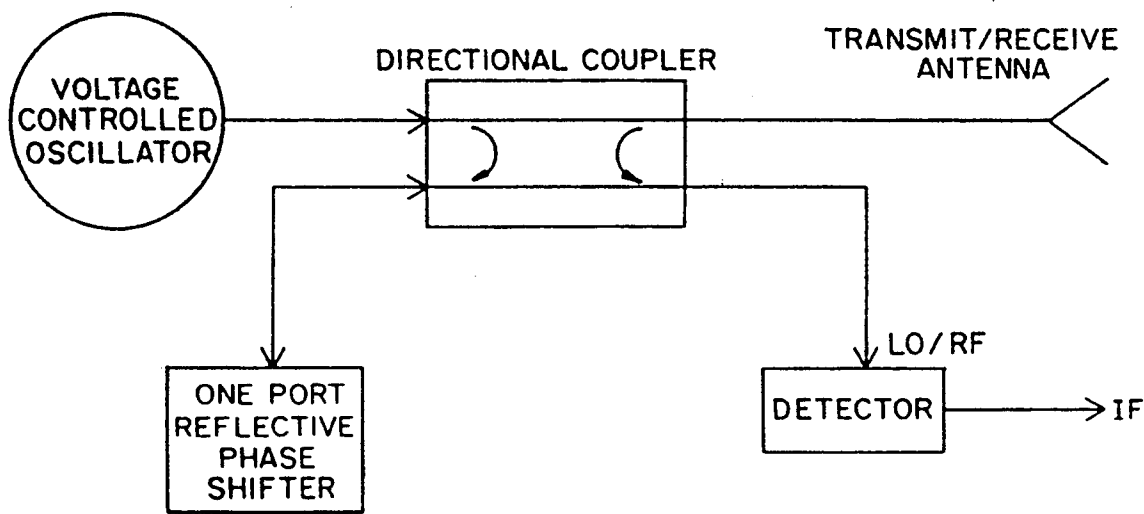 VOLTAGE
CONTROLLED
OSCILLATOR
DIRECTIONAL COUPLER
TRANSMIT/RECEIVE
ANTENNA
ONE PORT
REFLECTIVE
PHASE
SHIFTER
LO/RF
DETECTOR
IF